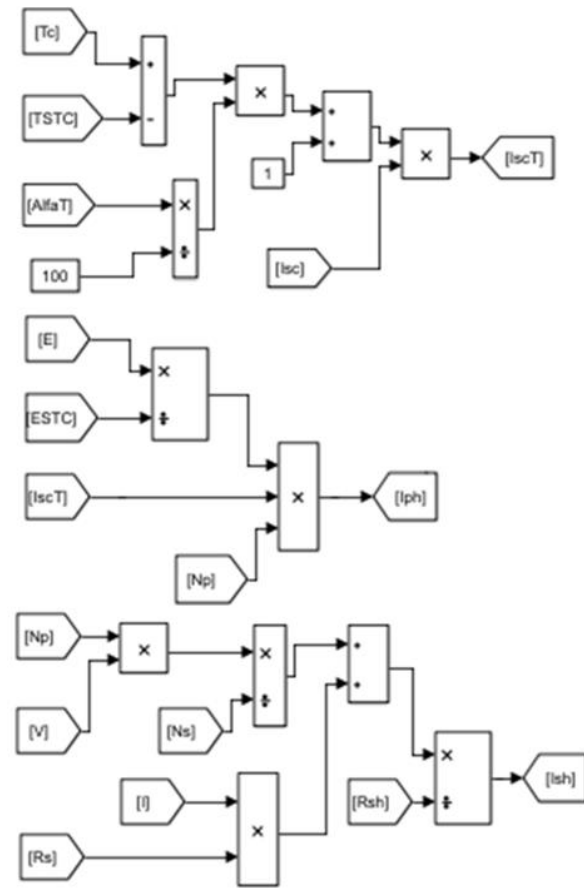 [Tc]
+
[TSTC]
−
×
+
+
1
×
[IscT]
[AlfaT]
×
÷
100
[Isc]
[E]
×
[ESTC]
÷
[IscT]
×
[Iph]
[Np]
[Np]
×
[V]
×
÷
[Ns]
+
+
[I]
×
[Rs]
×
÷
[Rsh]
[Ish]